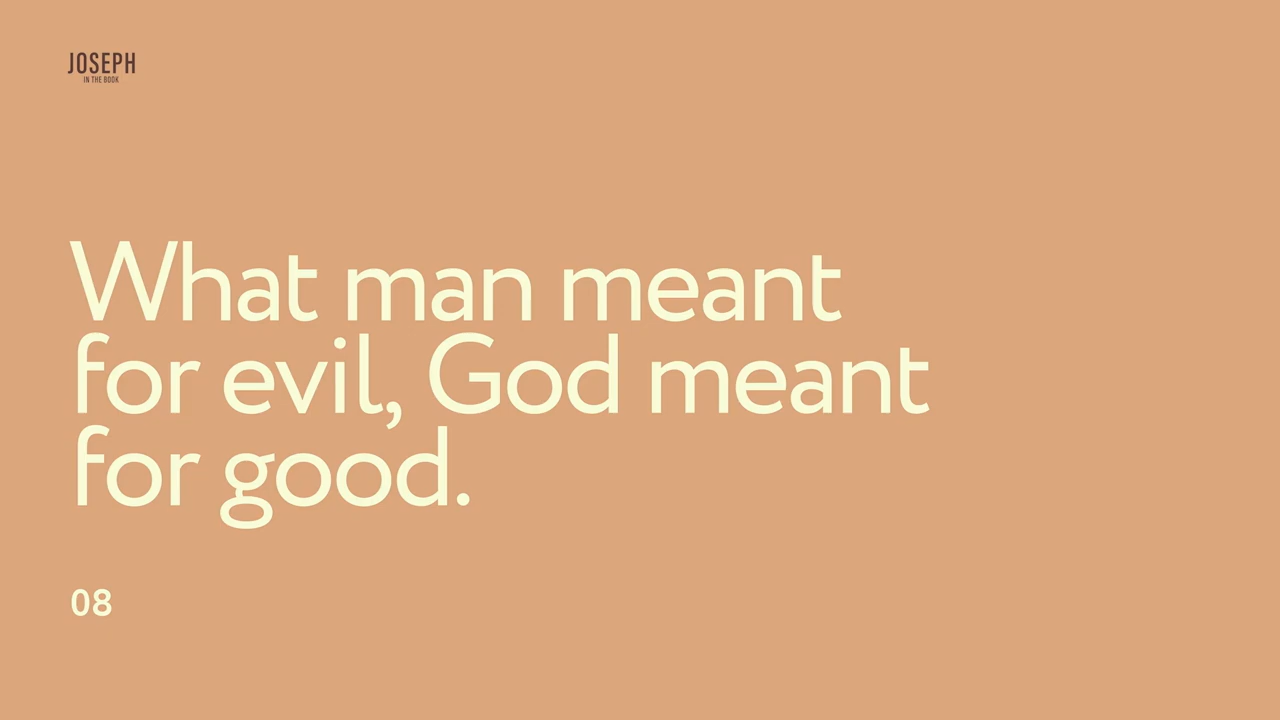 JOSEPH
IN THE BOOK
What man meant
for evil, God meant
for good.
08